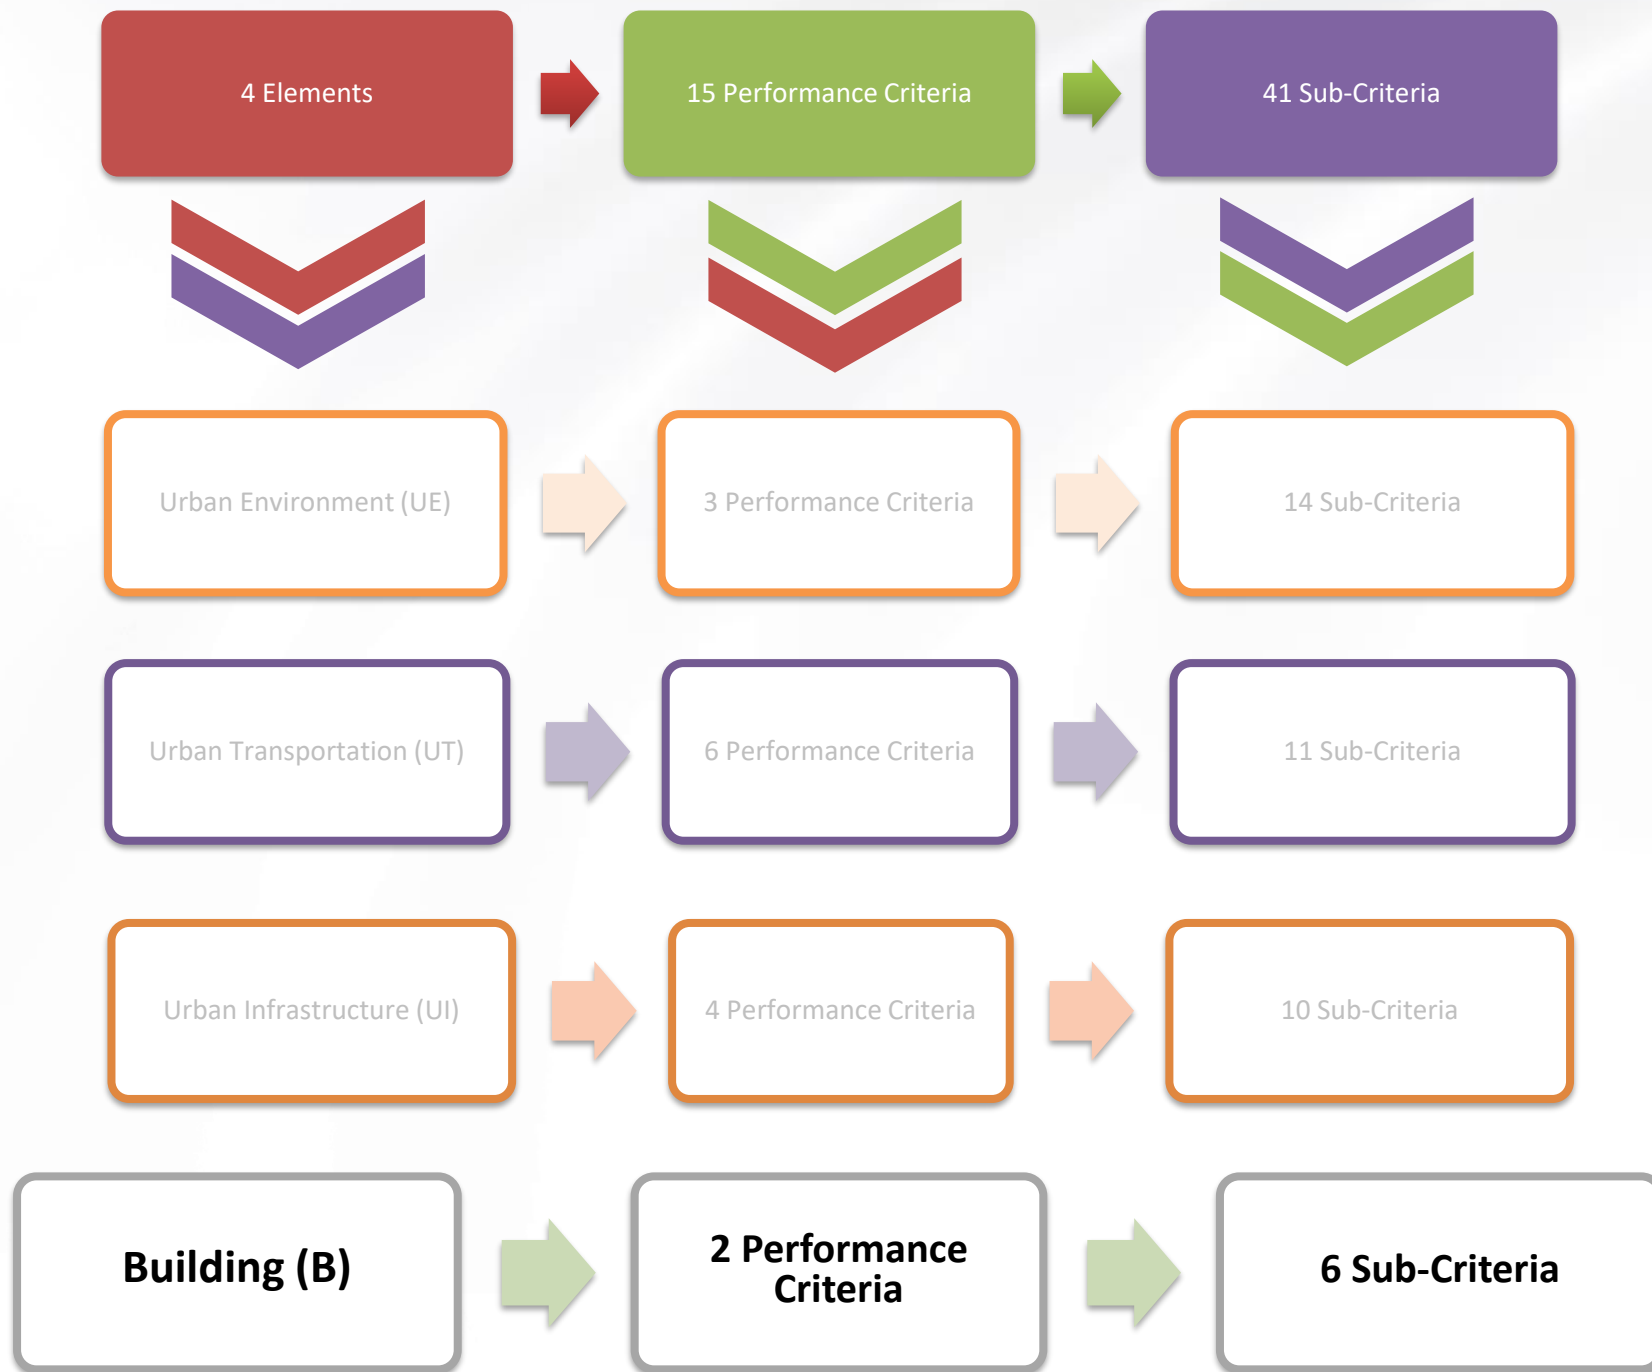 4 Elements
15 Performance Criteria
41 Sub-Criteria
Urban Environment (UE)
3 Performance Criteria
14 Sub-Criteria
Urban Transportation (UT)
6 Performance Criteria
11 Sub-Criteria
Urban Infrastructure (UI)
4 Performance Criteria
10 Sub-Criteria
Building (B)
2 Performance
Criteria
6 Sub-Criteria